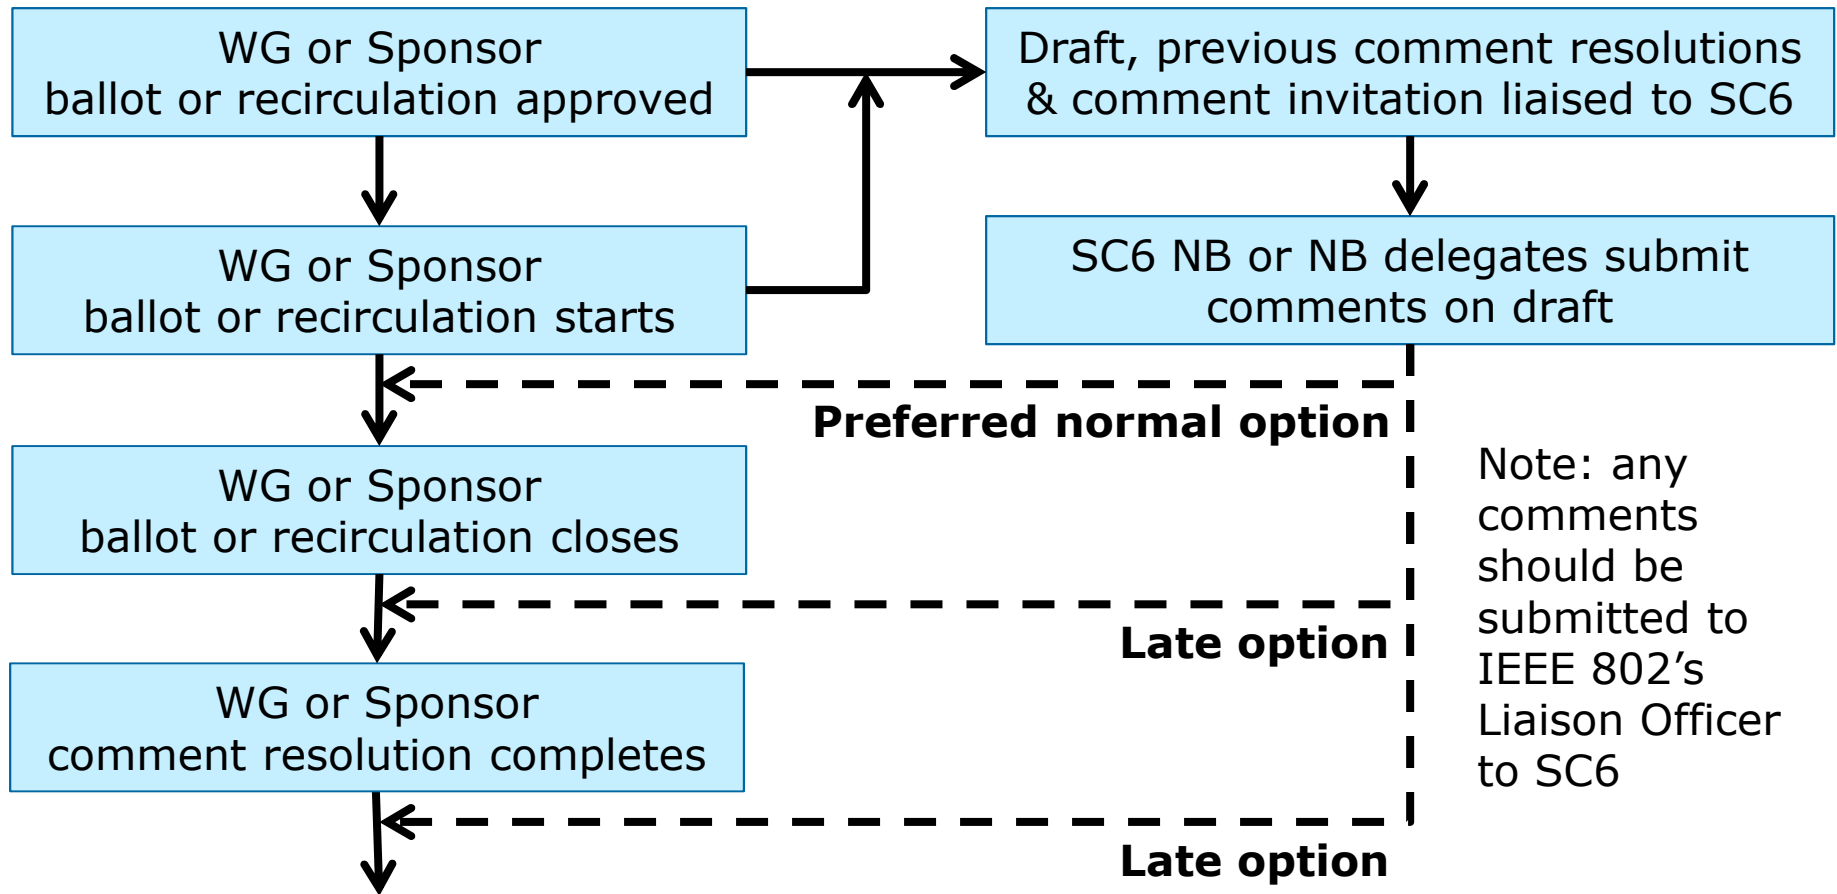 WG or Sponsor
ballot or recirculation approved
Draft, previous comment resolutions
& comment invitation liaised to SC6
WG or Sponsor
ballot or recirculation starts
SC6 NB or NB delegates submit
comments on draft
Preferred normal option
WG or Sponsor
ballot or recirculation closes
Note: any
comments
should be
submitted to
IEEE 802’s
Liaison Officer
to SC6
Late option
WG or Sponsor
comment resolution completes
Late option